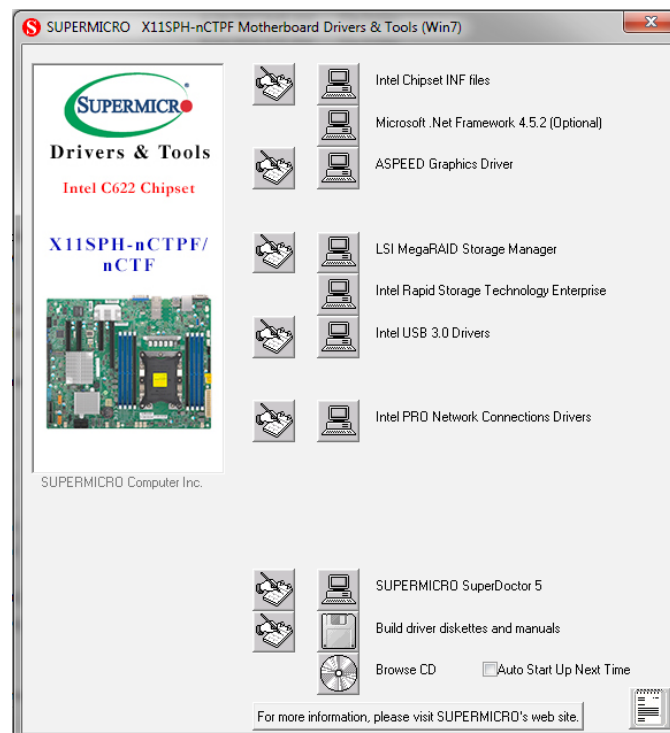 SUPERMICRO X11SPH-nCTPF Motherboard Drivers & Tools (Win7)
SUPERMICRO
Drivers & Tools
Intel C622 Chipset
X11SPH-nCTPF/
nCTF
SUPERMICRO Computer Inc.
Intel Chipset INF files
Microsoft .Net Framework 4.5.2 (Optional)
ASPEED Graphics Driver
LSI MegaRAID Storage Manager
Intel Rapid Storage Technology Enterprise
Intel USB 3.0 Drivers
Intel PRO Network Connections Drivers
SUPERMICRO SuperDoctor 5
Build driver diskettes and manuals
Browse CD
Auto Start Up Next Time
For more information, please visit SUPERMICRO's web site.